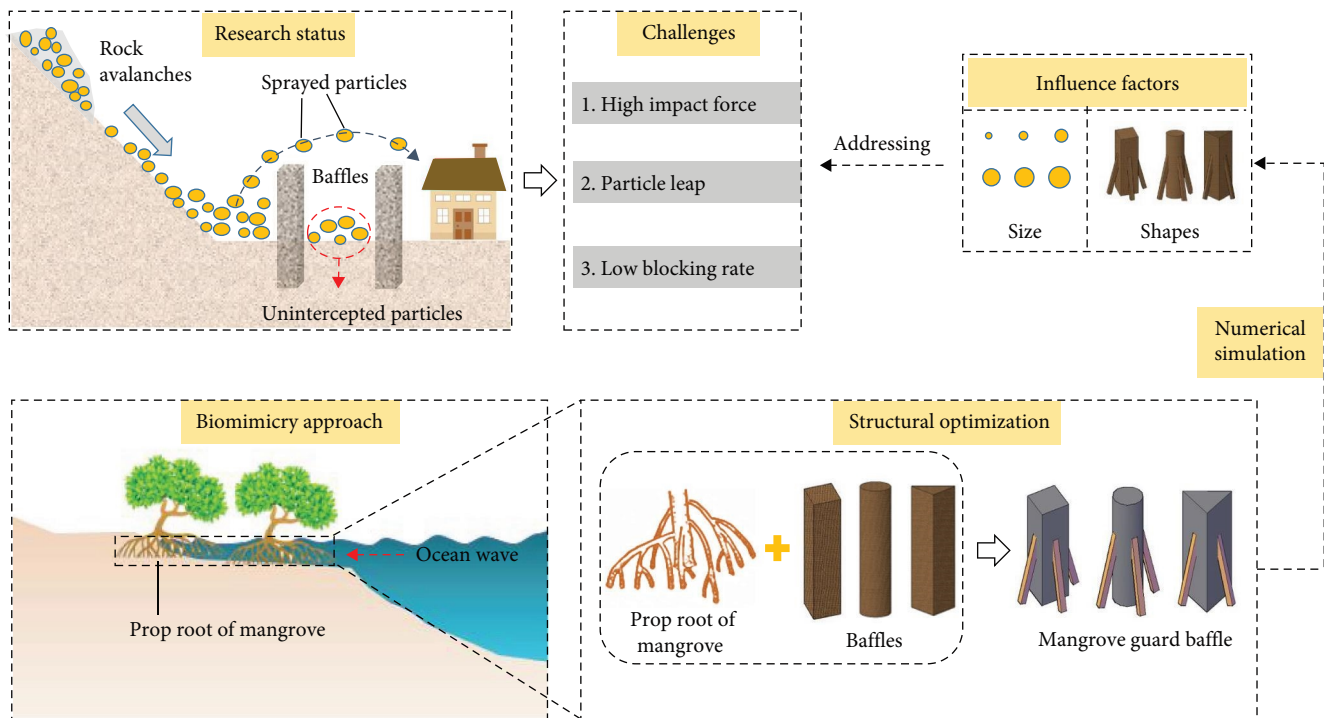 Research status
Rock
avalanches
Sprayed particles
Baffles
Unintercepted particles
Challenges
1. High impact force
2. Particle leap
3. Low blocking rate
Addressing
Influence factors
Size
Shapes
Numerical
simulation
Biomimicry approach
Ocean wave
Prop root of mangrove
Structural optimization
Prop root of
mangrove
Baffles
Mangrove guard baffle